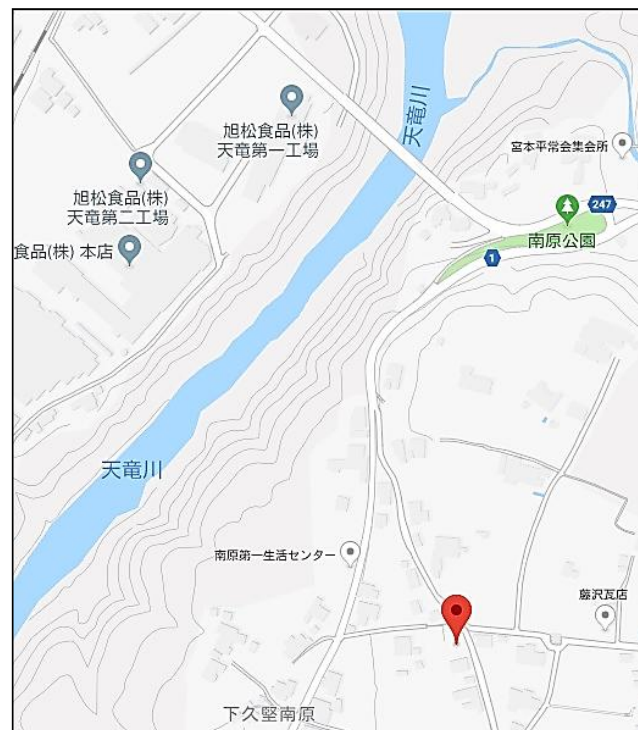 旭松食品(株)
天竜第一工場
天竜川
宮本平常会集会所
旭松食品(株)
天竜第二工場
247
南原公園
食品(株) 本店
1
天竜川
南原第一生活センター
藤沢瓦店
下久堅南原